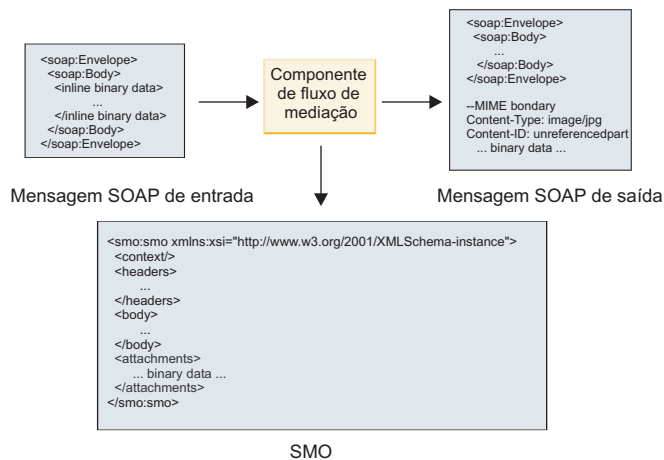 <soap:Envelope>
<soap:Body>
<inline binary data>
...
</inline binary data>
</soap:Body>
</soap:Envelope>
Mensagem SOAP de entrada
Componente
de fluxo de
mediação
<soap:Envelope>
<soap:Body>
...
</soap:Body>
</soap:Envelope>
--MIME bondary
Content-Type: image/jpg
Content-ID: unreferencedpart
... binary data ...
Mensagem SOAP de saída
<smo:smo xmlns:xsi="http://www.w3.org/2001/XMLSchema-instance">
<context/>
<headers>
...
</headers>
<body>
...
</body>
<attachments>
... binary data ...
</attachments>
</smo:smo>
SMO